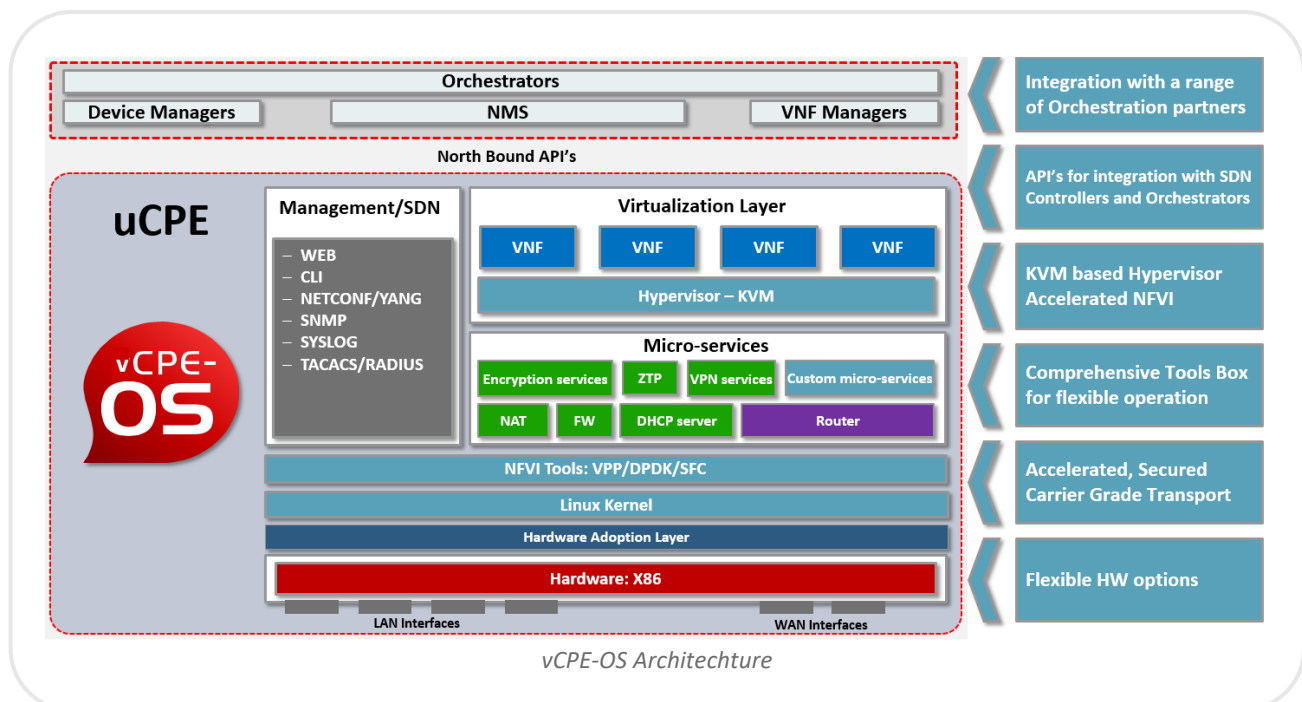 Orchestrators
Device Managers
NMS
VNF Managers
North Bound API's
uCPE
vCPE-
OS
Management/SDN
– WEB
– CLI
– NETCONF/YANG
– SNMP
– SYSLOG
– TACACS/RADIUS
Virtualization Layer
VNF
VNF
VNF
VNF
Hypervisor – KVM
Micro-services
Encryption services
ZTP
VPN services
Custom micro-services
NAT
FW
DHCP server
Router
NFVI Tools: VPP/DPDK/SFC
Linux Kernel
Hardware Adoption Layer
Hardware: X86
LAN Interfaces
WAN Interfaces
Integration with a range
of Orchestration partners
API's for integration with SDN
Controllers and Orchestrators
KVM based Hypervisor
Accelerated NFVI
Comprehensive Tools Box
for flexible operation
Accelerated, Secured
Carrier Grade Transport
Flexible HW options
vCPE-OS Architechture